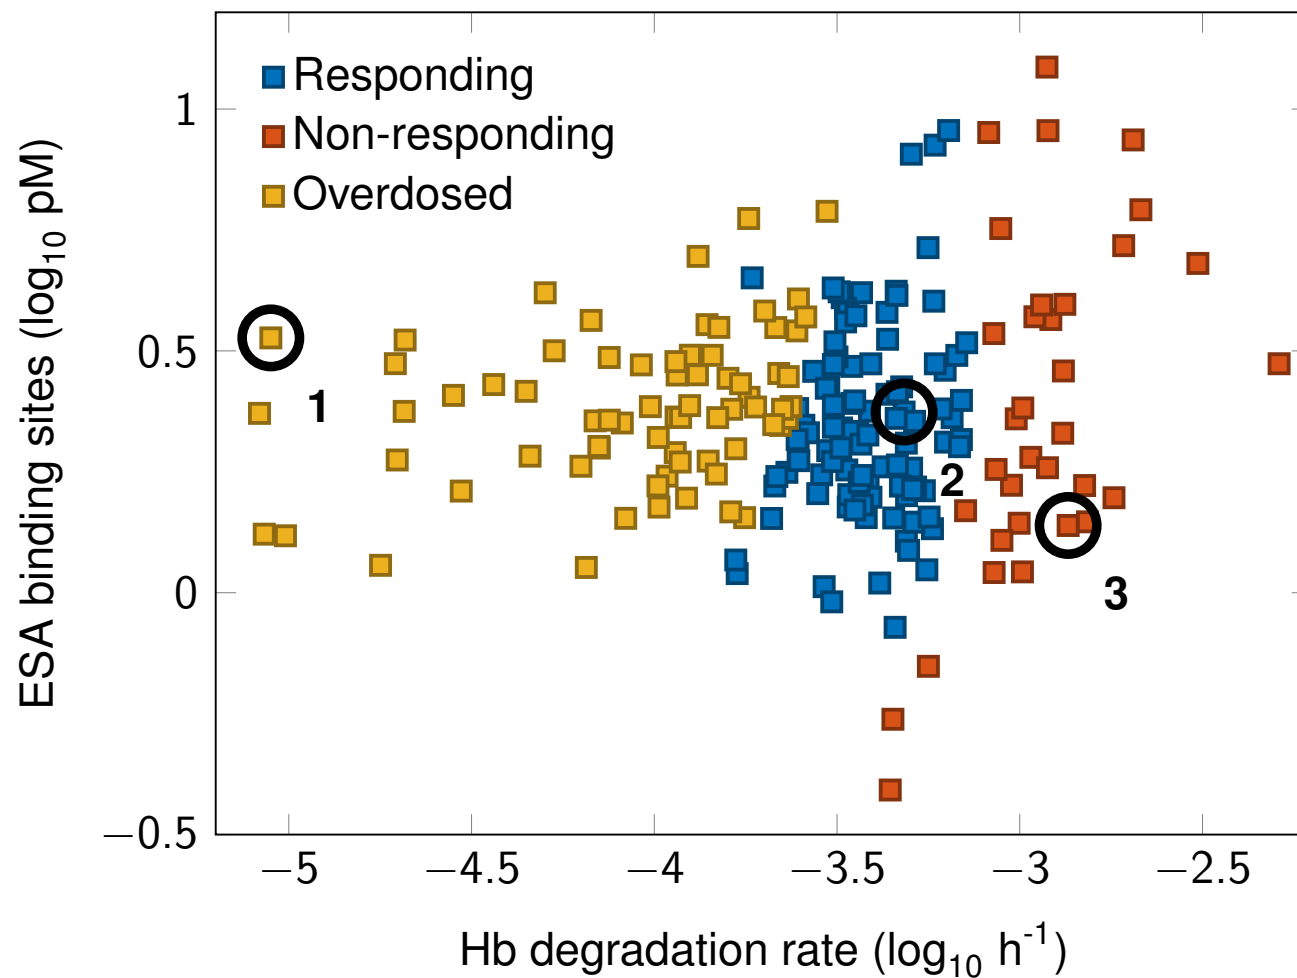 Responding
Non-responding
Overdosed
ESA binding sites (log₁₀ pM)
1
0.5
0
−0.5
1
2
3
−5 −4.5 −4 −3.5 −3 −2.5
Hb degradation rate (log₁₀ h⁻¹)